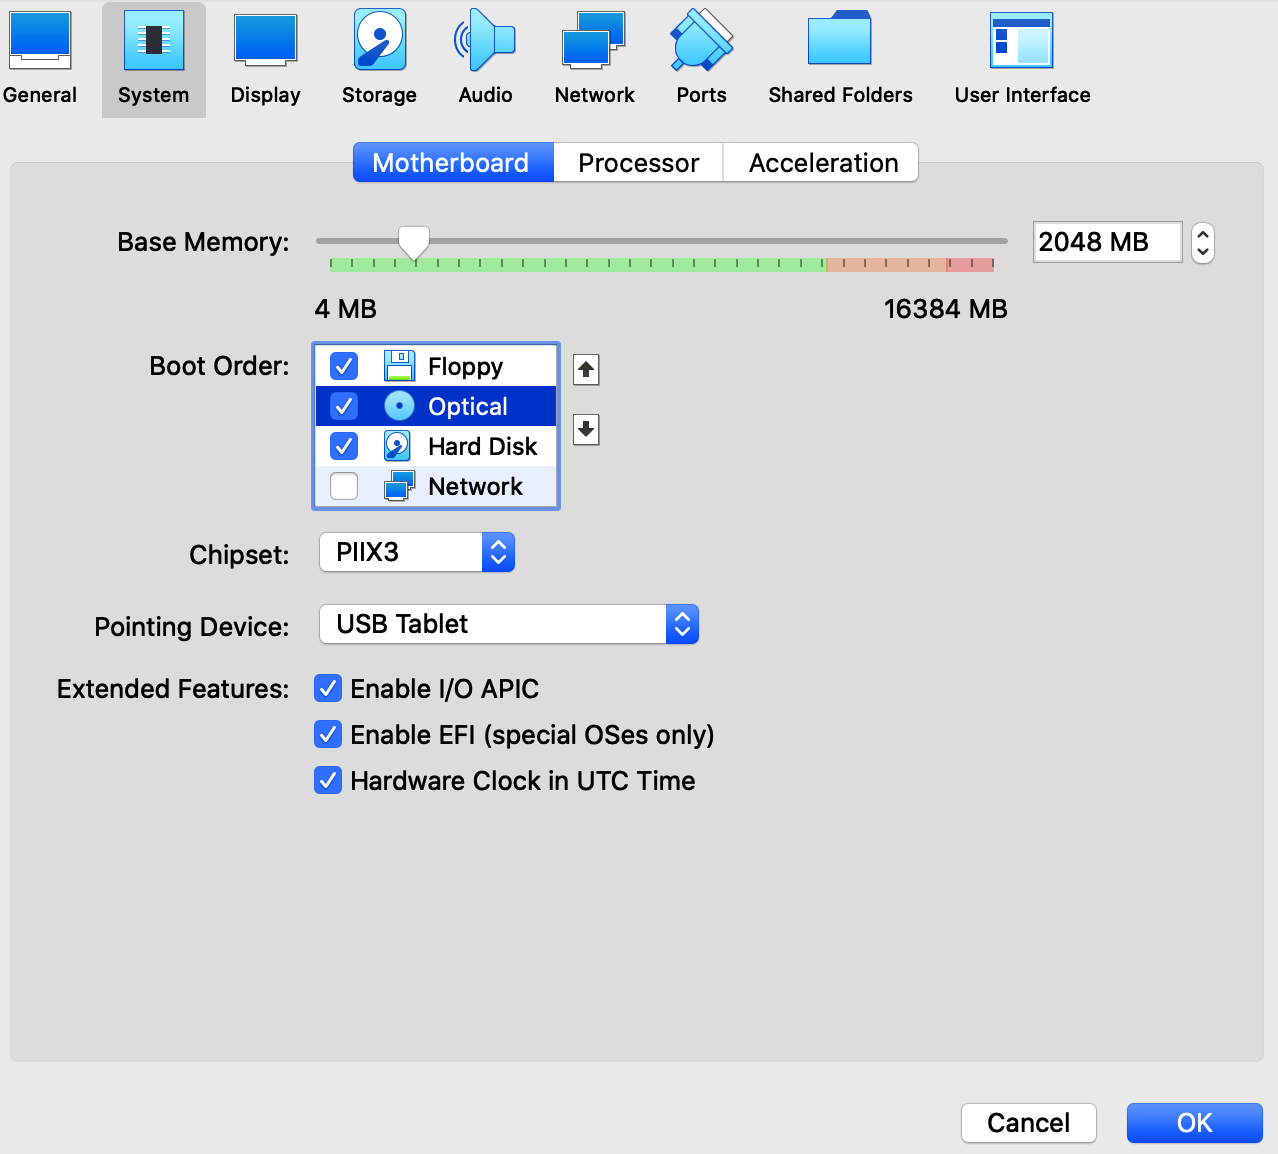 General System Display Storage Audio Network Ports Shared Folders User Interface
Motherboard Processor Acceleration
Base Memory: 2048 MB
4 MB 16384 MB
Boot Order: Floppy
Optical
Hard Disk
Network
Chipset: PIIX3
Pointing Device: USB Tablet
Extended Features: Enable I/O APIC
Enable EFI (special OSes only)
Hardware Clock in UTC Time
Cancel OK